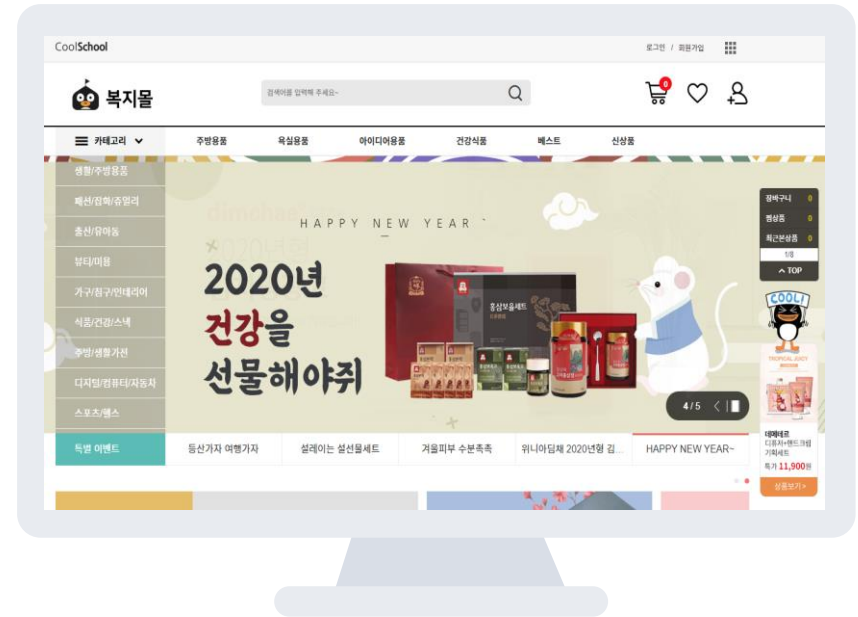 CoolSchool
로그인 / 회원가입
복지몰
검색어를 입력해 주세요~
0
카테고리
주방용품
욕실용품
아이디어용품
건강식품
베스트
신상품
생활/주방용품
패션/잡화/쥬얼리
출산/유아동
뷰티/미용
가구/침구/인테리어
식품/건강/스낵
주방/생활가전
디지털/컴퓨터/자동차
스포츠/헬스
HAPPY NEW YEAR ~
2020년
건강을
선물해야쥐
홍삼보율세트
4/5
장바구니 0
찜상품 0
최근본상품 0
1/8
TOP
COOL!
TROPICAL JUICY
데메테르
디퓨저+핸드크림
기획세트
특가 11,900원
상품보기>
특별 이벤트
등산가자 여행가자
설레이는 설선물세트
겨울피부 수분촉촉
위니아딤채 2020년형 김...
HAPPY NEW YEAR~